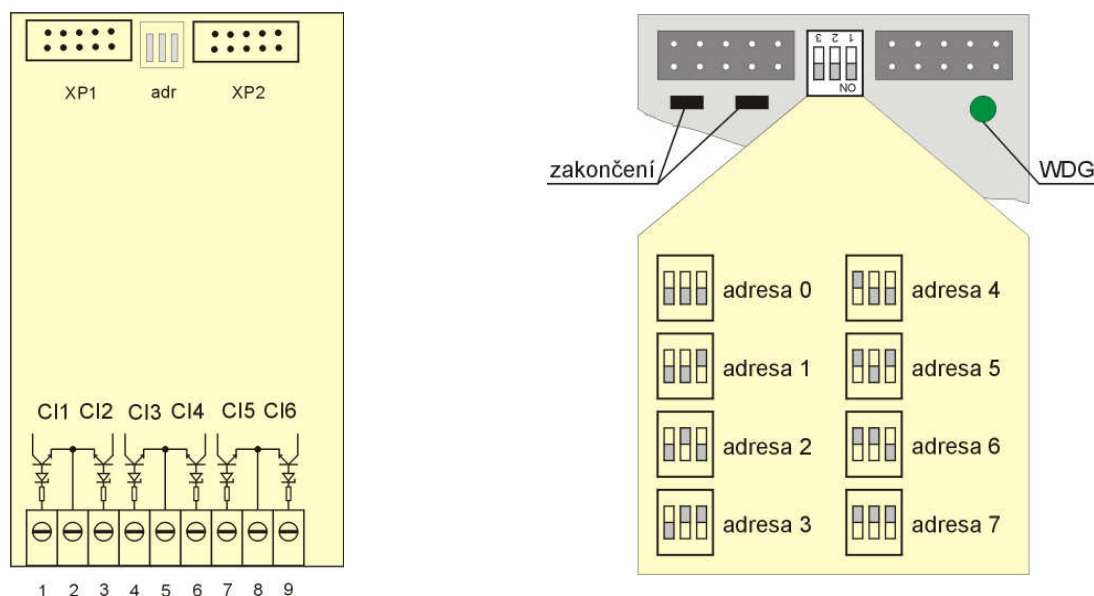 XP1 adr XP2
CI1 CI2 CI3 CI4 CI5 CI6
1 2 3 4 5 6 7 8 9
1 2 3
ON
zakončení
WDG
adresa 0
adresa 1
adresa 2
adresa 3
adresa 4
adresa 5
adresa 6
adresa 7